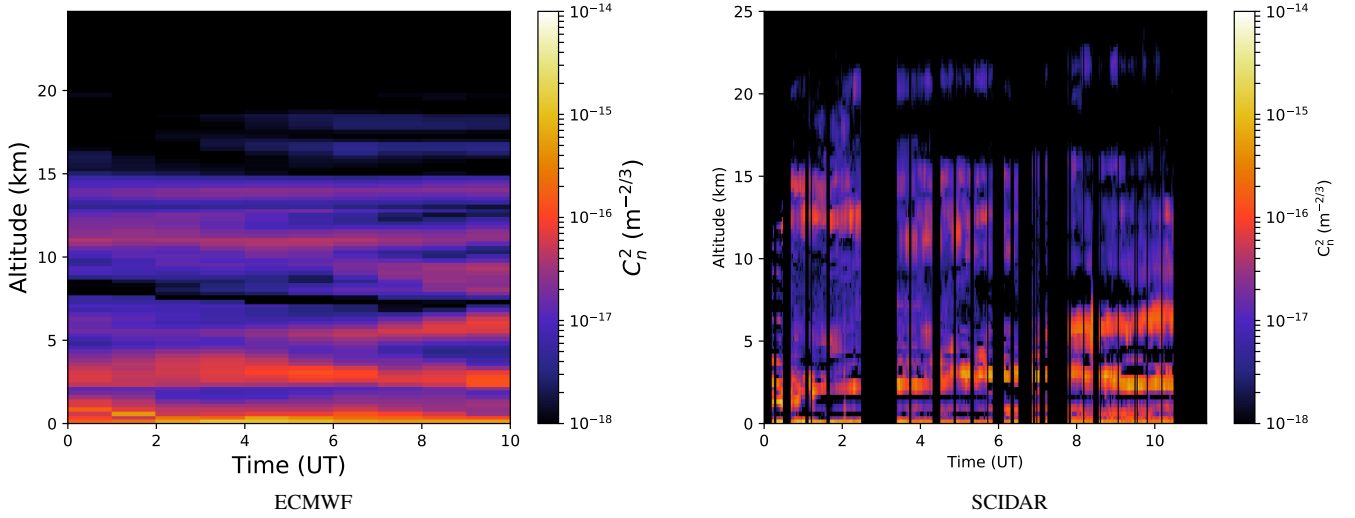 20
15
10
5
0
0 2 4 6 8 10
Altitude (km)
Time (UT)
10⁻¹⁴
10⁻¹⁵
10⁻¹⁶
10⁻¹⁷
10⁻¹⁸
C²ₙ (m⁻²/³)
ECMWF
25
20
15
10
5
0
0 2 4 6 8 10
Altitude (km)
Time (UT)
10⁻¹⁴
10⁻¹⁵
10⁻¹⁶
10⁻¹⁷
10⁻¹⁸
C²ₙ (m⁻²/³)
SCIDAR